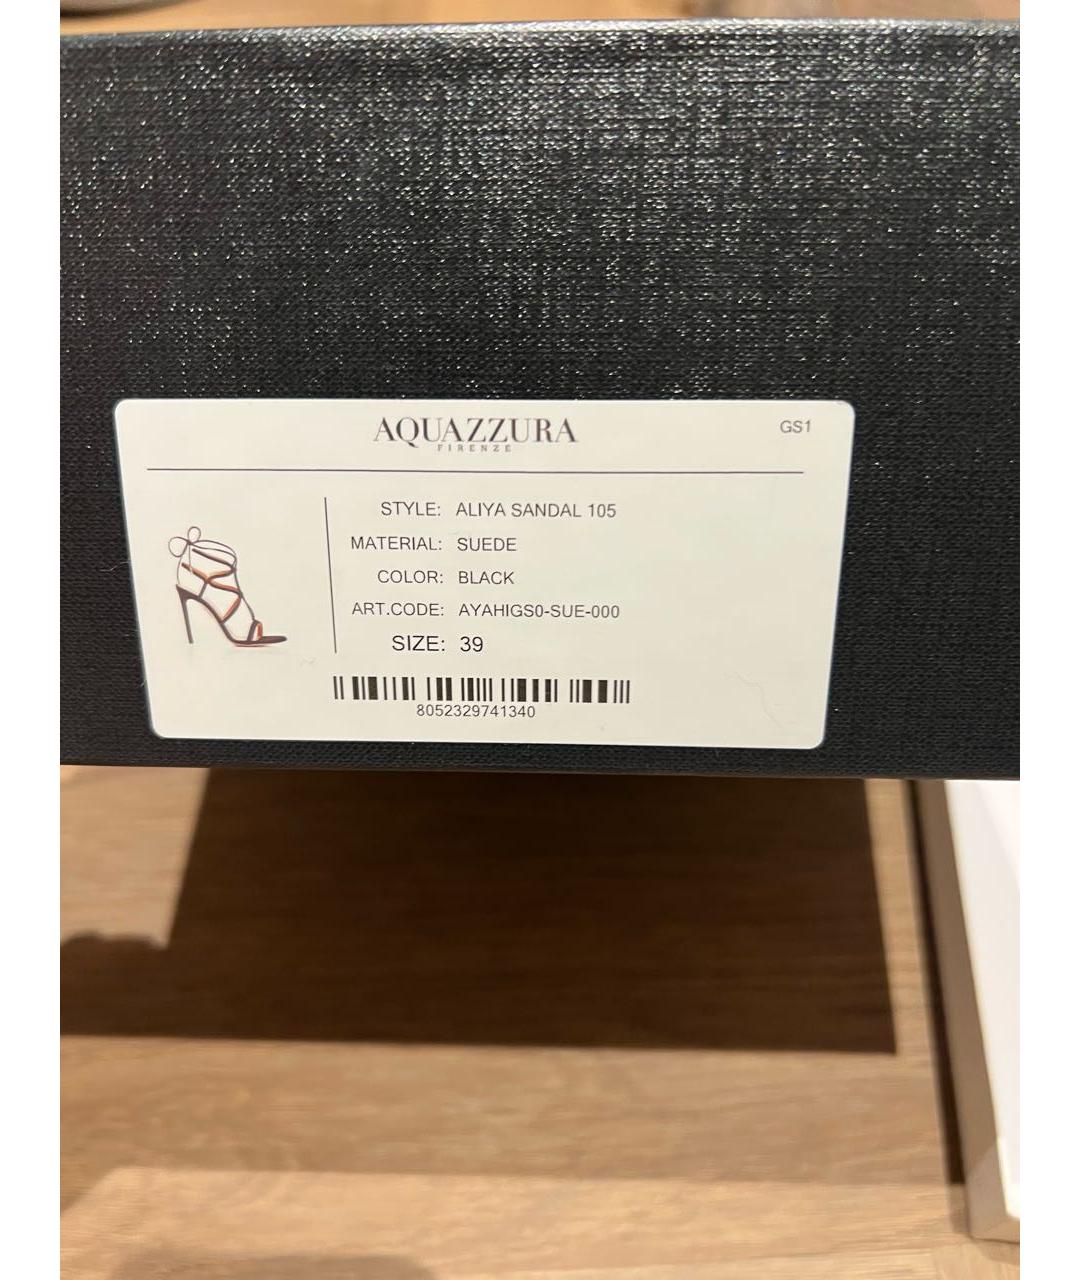 AQUAZZURA
FIRENZE
GS1
STYLE: ALIYA SANDAL 105
MATERIAL: SUEDE
COLOR: BLACK
ART.CODE: AYAHIGS0-SUE-000
SIZE: 39
8052329741340